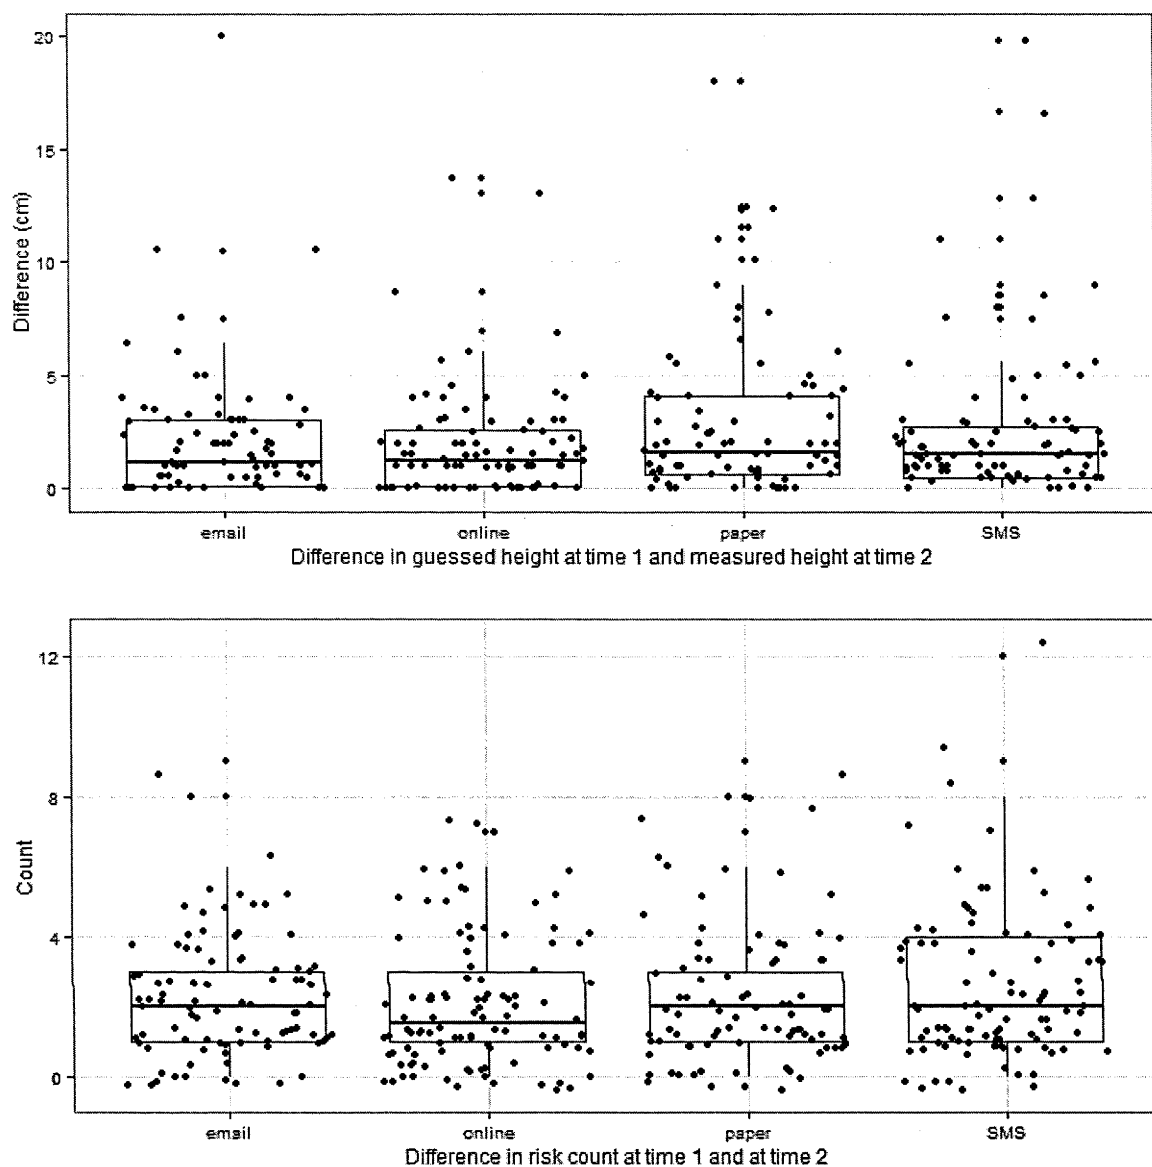 20
15
10
5
0
Difference (cm)
email online paper SMS
Difference in guessed height at time 1 and measured height at time 2
12
8
4
0
Count
email online paper SMS
Difference in risk count at time 1 and at time 2